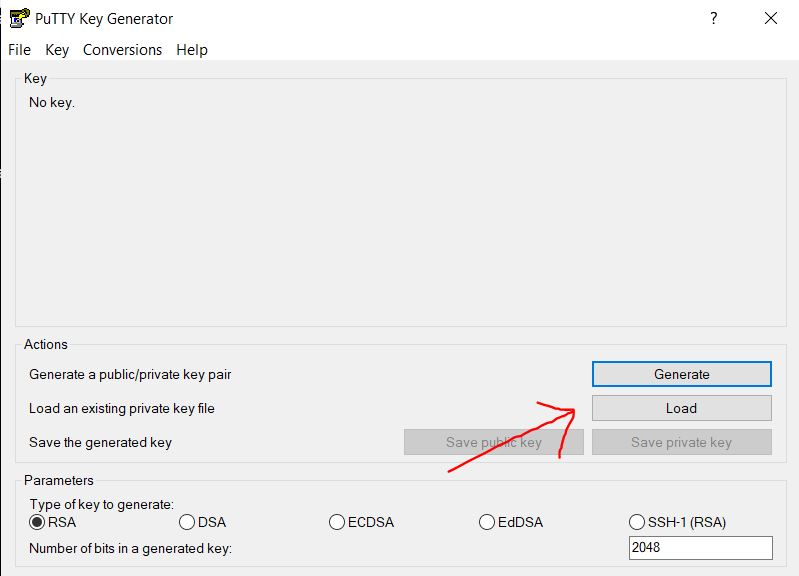 PuTTY Key Generator ?
File Key Conversions Help
Key
No key.
Actions
Generate a public/private key pair Generate
Load an existing private key file Load
Save the generated key Save public key Save private key
Parameters
Type of key to generate:
RSA DSA ECDSA EdDSA SSH-1 (RSA)
Number of bits in a generated key: 2048